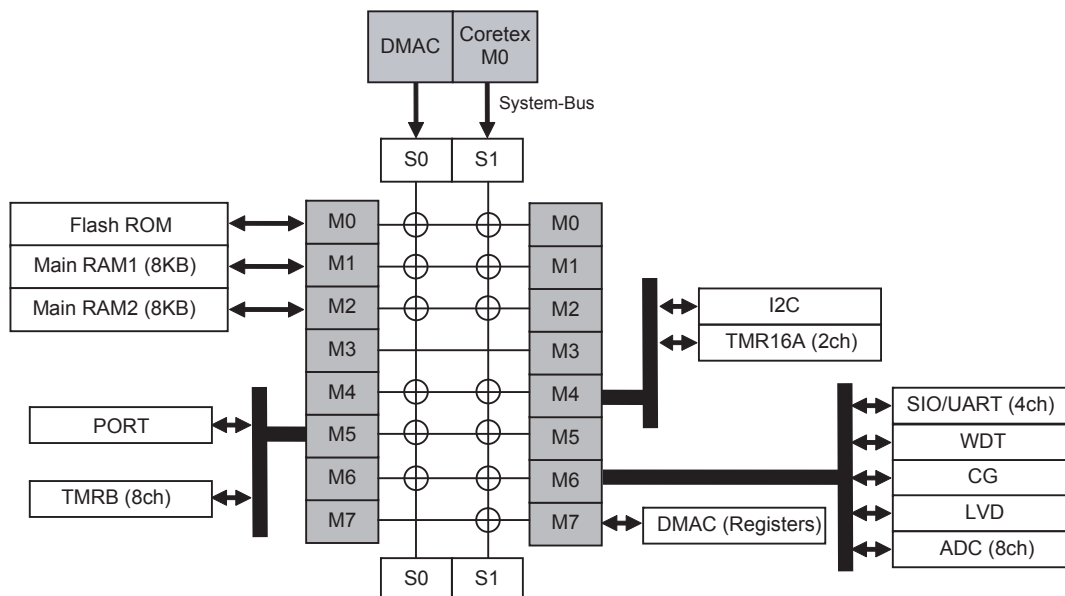 DMAC
Coretex
M0
System-Bus
S0
S1
Flash ROM
Main RAM1 (8KB)
Main RAM2 (8KB)
PORT
TMRB (8ch)
M0
M1
M2
M3
M4
M5
M6
M7
M0
M1
M2
M3
M4
M5
M6
M7
S0
S1
I2C
TMR16A (2ch)
SIO/UART (4ch)
WDT
CG
LVD
ADC (8ch)
DMAC (Registers)